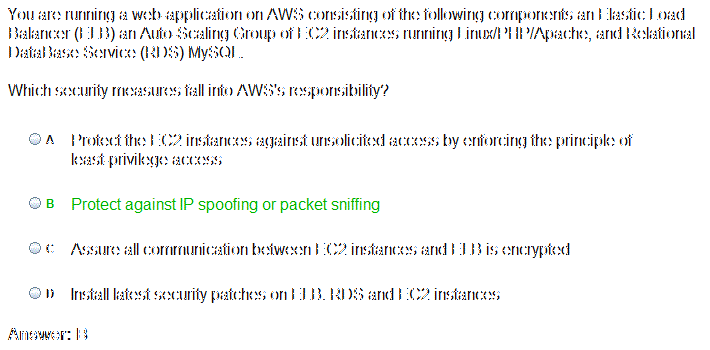 You are running a web-application on AWS consisting of the following components an Elastic Load
Balancer (ELB) an Auto-Scaling Group of EC2 instances running Linux/PHP/Apache, and Relational
DataBase Service (RDS) MySQL.
Which security measures fall into AWS's responsibility?
A Protect the EC2 instances against unsolicited access by enforcing the principle of
least-privilege access
B Protect against IP spoofing or packet sniffing
C Assure all communication between EC2 instances and ELB is encrypted
D Install latest security patches on ELB. RDS and EC2 instances
Answer: B